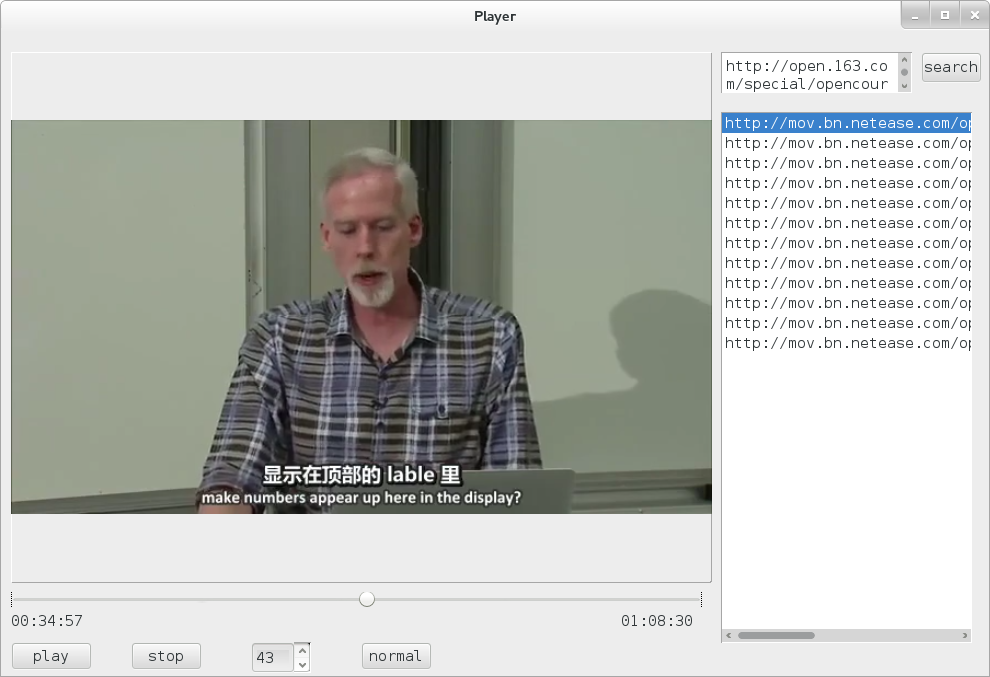 Player
http://open.163.co
m/special/opencour
search
http://mov.bn.netease.com/op
http://mov.bn.netease.com/op
http://mov.bn.netease.com/op
http://mov.bn.netease.com/op
http://mov.bn.netease.com/op
http://mov.bn.netease.com/op
http://mov.bn.netease.com/op
http://mov.bn.netease.com/op
http://mov.bn.netease.com/op
http://mov.bn.netease.com/op
http://mov.bn.netease.com/op
http://mov.bn.netease.com/op
显示在顶部的 lable 里
make numbers appear up here in the display?
00:34:57
01:08:30
play
stop
43
normal